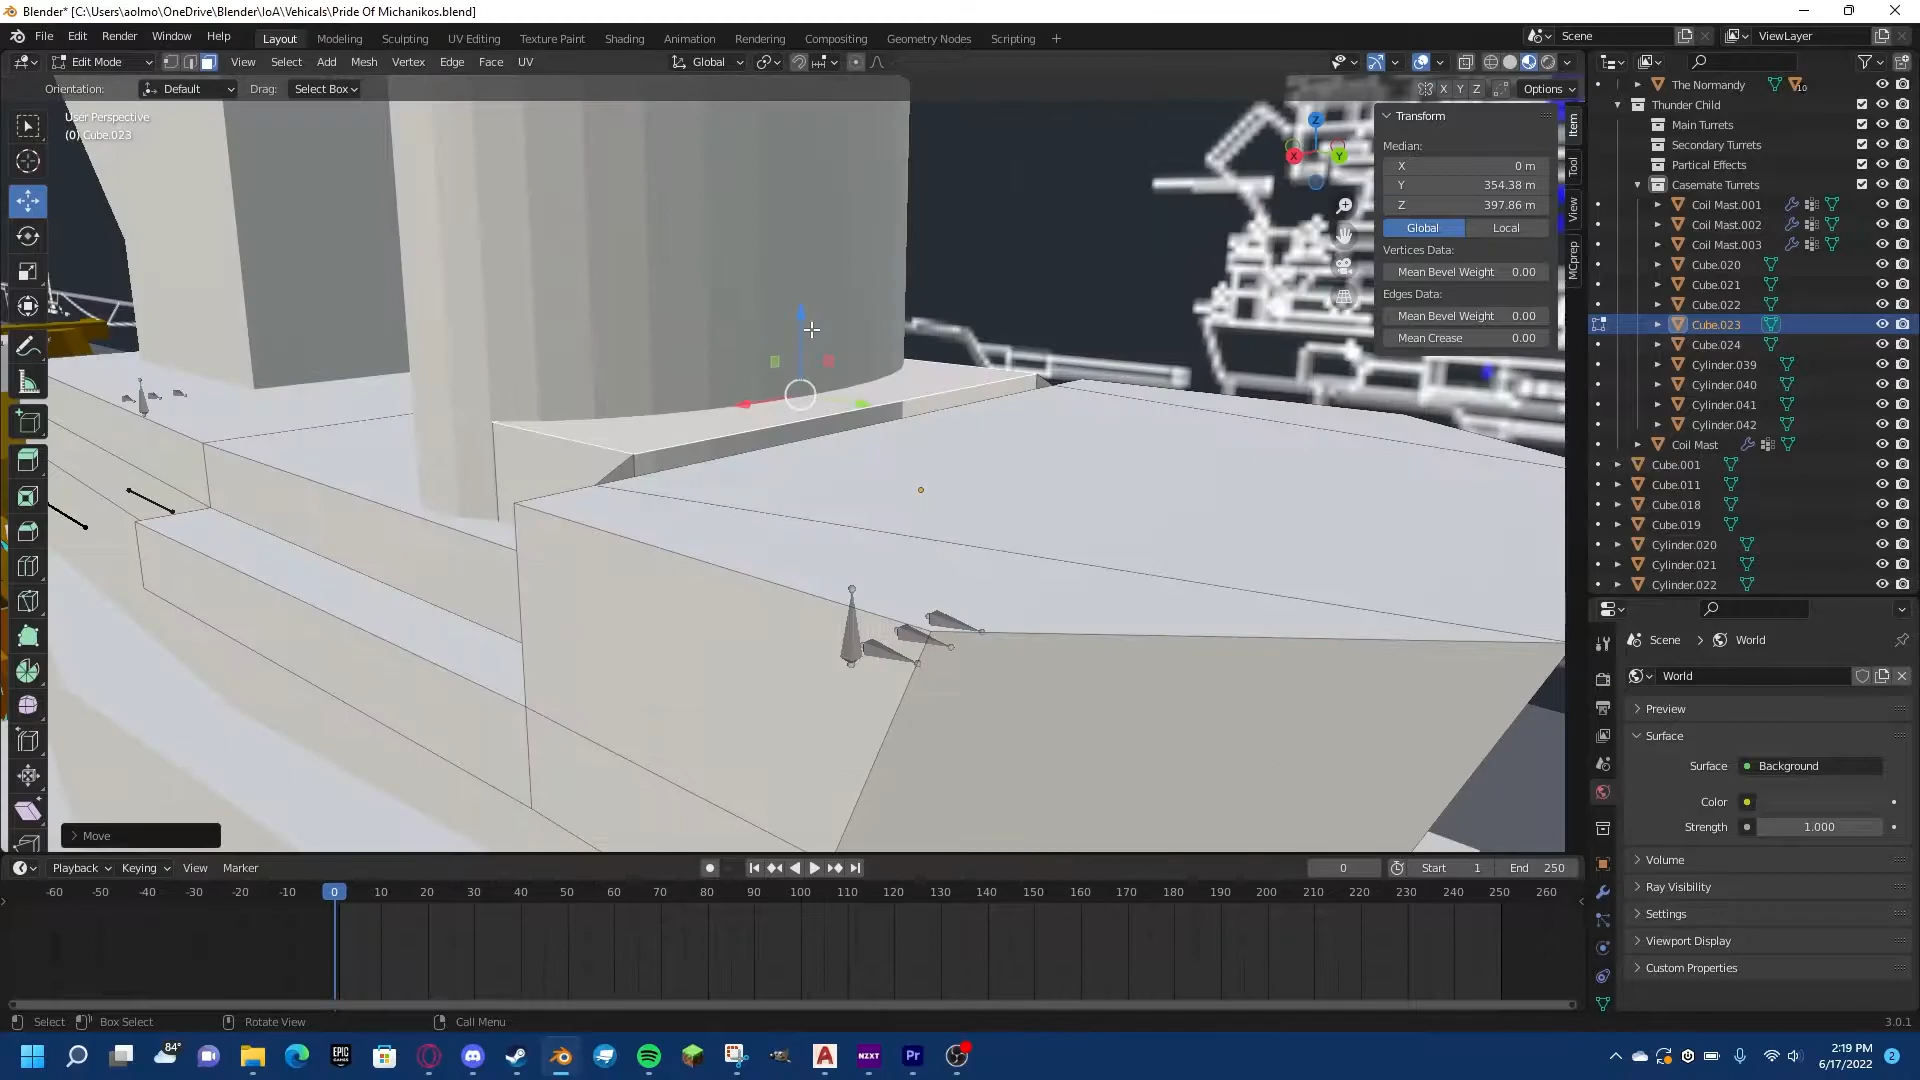 Blender* [C:\Users\aolmo\OneDrive\Blender\IoA\Vehicals\Pride Of Michanikos.blend]
File Edit Render Window Help Layout Modeling Sculpting UV Editing Texture Paint Shading Animation Rendering Compositing Geometry Nodes Scripting + Scene ViewLayer
Edit Mode View Select Add Mesh Vertex Edge Face UV Global
Orientation: Default Drag: Select Box X Y Z Options
User Perspective
(0) Cube.023
Z
X Y
Transform
Median:
X 0 m
Y 354.38 m
Z 397.86 m
Global Local
Vertices Data:
Mean Bevel Weight 0.00
Edges Data:
Mean Bevel Weight 0.00
Mean Crease 0.00
Item
Tool
View
MCprep
The Normandy 10
Thunder Child
Main Turrets
Secondary Turrets
Partical Effects
Casemate Turrets
Coil Mast.001
Coil Mast.002
Coil Mast.003
Cube.020
Cube.021
Cube.022
Cube.023
Cube.024
Cylinder.039
Cylinder.040
Cylinder.041
Cylinder.042
Coil Mast
Cube.001
Cube.011
Cube.018
Cube.019
Cylinder.020
Cylinder.021
Cylinder.022
Scene > World
World
Preview
Surface
Surface Background
Color
Strength 1.000
Volume
Ray Visibility
Settings
Viewport Display
Custom Properties
Move
Playback Keying View Marker 0 Start 1 End 250
-60 -50 -40 -30 -20 -10 0 10 20 30 40 50 60 70 80 90 100 110 120 130 140 150 160 170 180 190 200 210 220 230 240 250 260
Select Box Select Rotate View Call Menu 3.0.1
84°
EPIC GAMES
A
NZXT
Pr
2:19 PM
6/17/2022
2